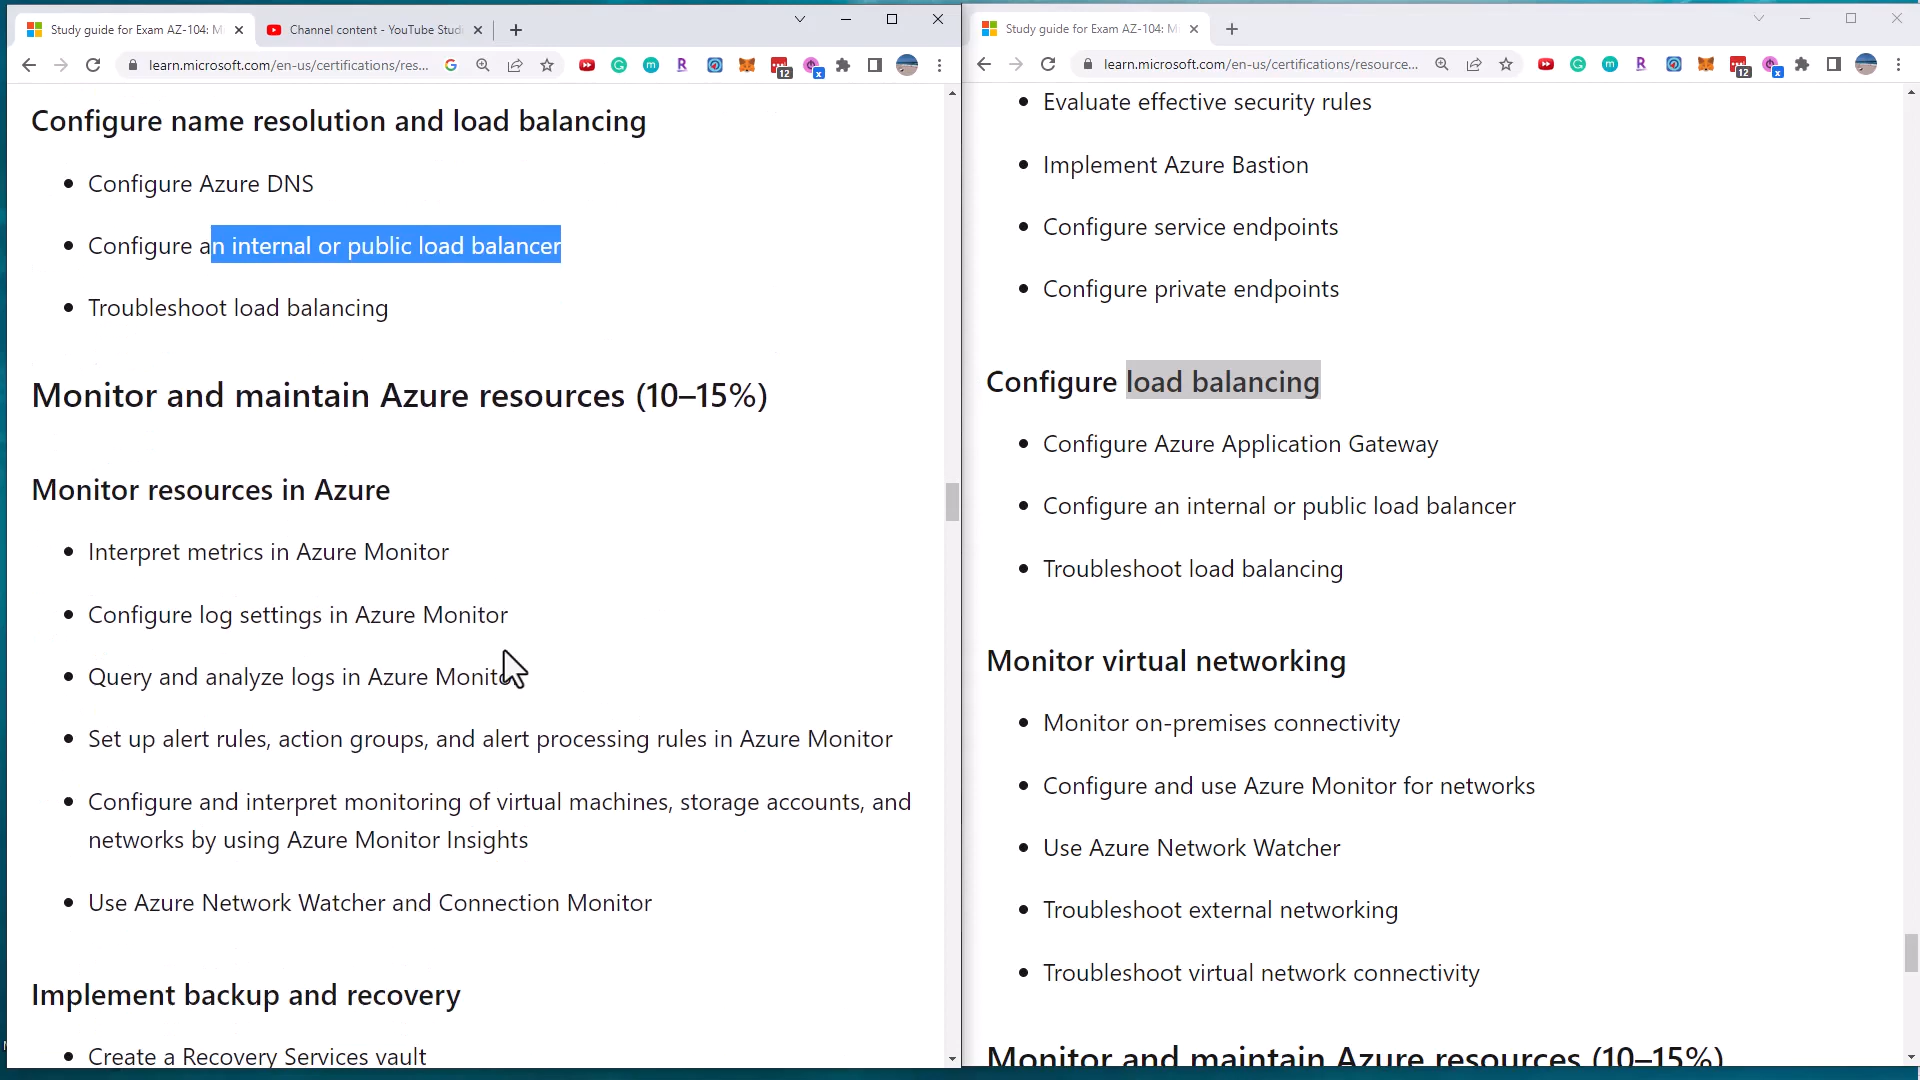 Study guide for Exam AZ-104: Mi
Channel content - YouTube Stud
learn.microsoft.com/en-us/certifications/res...
12
Configure name resolution and load balancing
Configure Azure DNS
Configure an internal or public load balancer
Troubleshoot load balancing
Monitor and maintain Azure resources (10–15%)
Monitor resources in Azure
Interpret metrics in Azure Monitor
Configure log settings in Azure Monitor
Query and analyze logs in Azure Monitor
Set up alert rules, action groups, and alert processing rules in Azure Monitor
Configure and interpret monitoring of virtual machines, storage accounts, and
networks by using Azure Monitor Insights
Use Azure Network Watcher and Connection Monitor
Implement backup and recovery
Create a Recovery Services vault
Study guide for Exam AZ-104: Mi
learn.microsoft.com/en-us/certifications/resource...
12
Evaluate effective security rules
Implement Azure Bastion
Configure service endpoints
Configure private endpoints
Configure load balancing
Configure Azure Application Gateway
Configure an internal or public load balancer
Troubleshoot load balancing
Monitor virtual networking
Monitor on-premises connectivity
Configure and use Azure Monitor for networks
Use Azure Network Watcher
Troubleshoot external networking
Troubleshoot virtual network connectivity
Monitor and maintain Azure resources (10–15%)